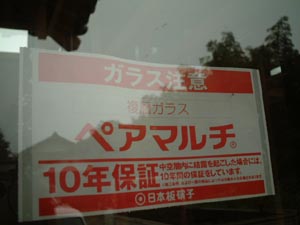 ガラス注意
複層ガラス
ペアマルチ®
10年保証
中空層内に結露を起こした場合には、
10年間の保証をしています。
日本板硝子